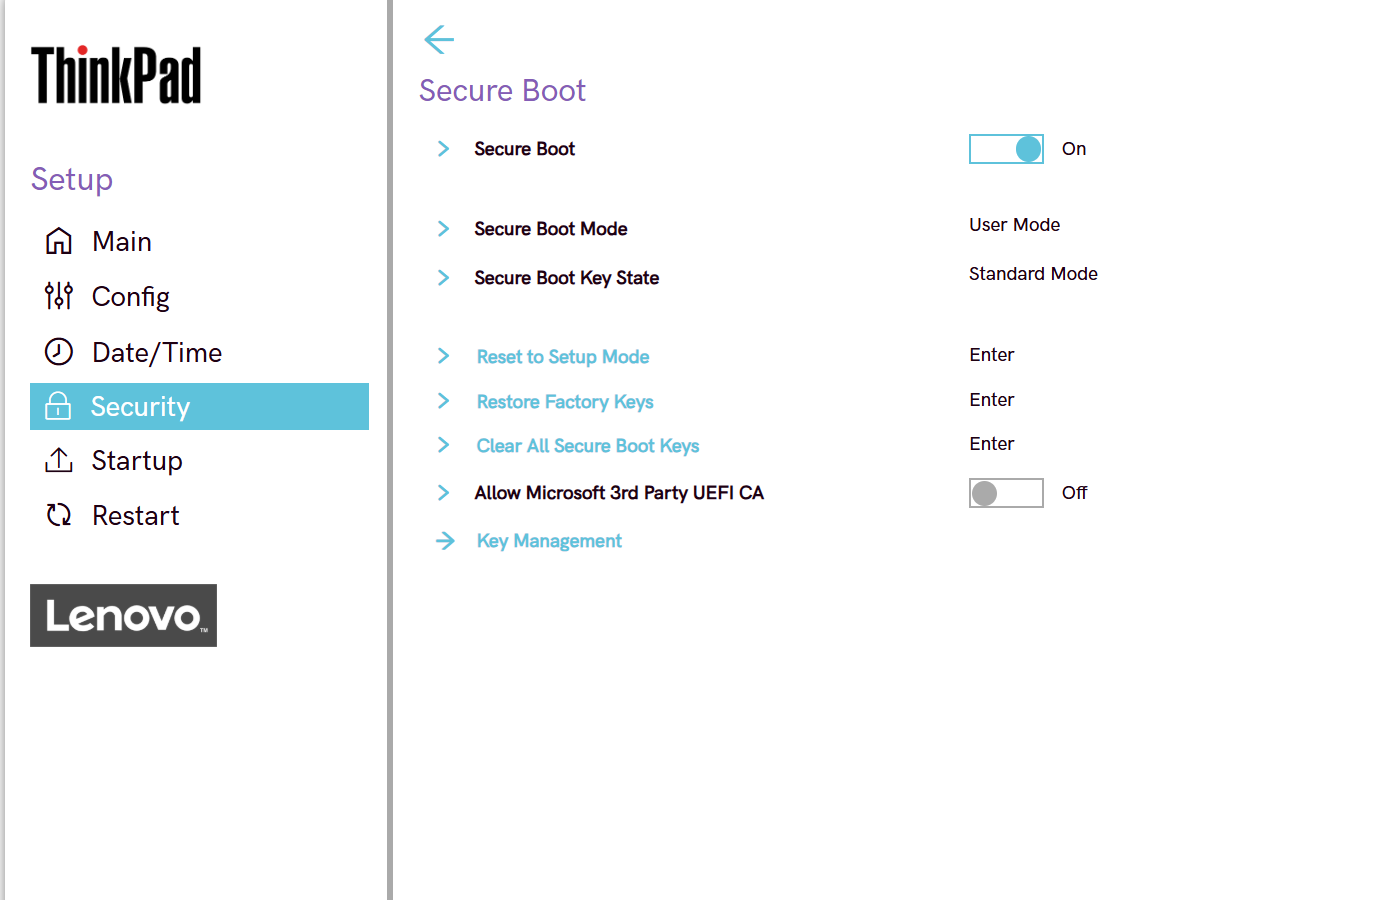 ThinkPad
Setup
Main
Config
Date/Time
Security
Startup
Restart
Lenovo™
Secure Boot
Secure Boot On
Secure Boot Mode User Mode
Secure Boot Key State Standard Mode
Reset to Setup Mode Enter
Restore Factory Keys Enter
Clear All Secure Boot Keys Enter
Allow Microsoft 3rd Party UEFI CA Off
Key Management